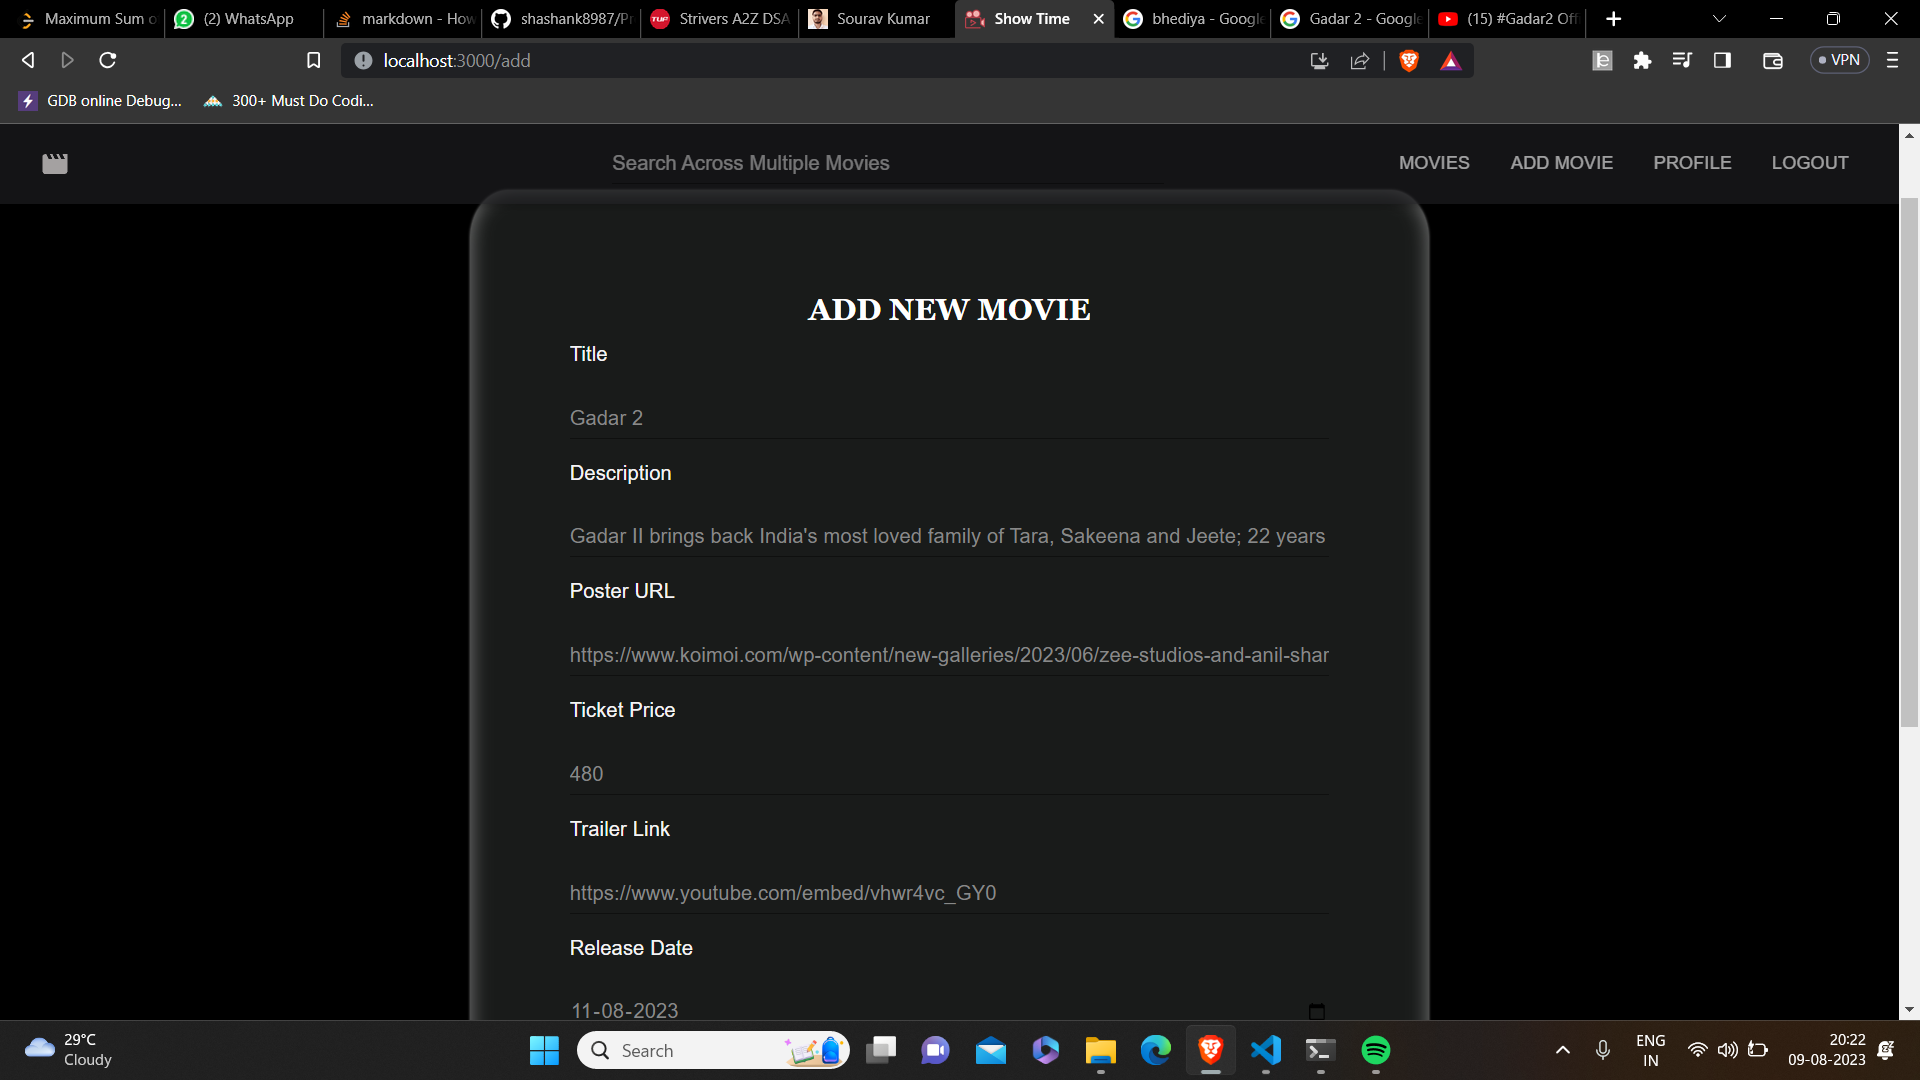 Maximum Sum o
(2) WhatsApp
markdown - How
shashank8987/Pr
Strivers A2Z DSA
Sourav Kumar
Show Time
bhediya - Google
Gadar 2 - Google
(15) #Gadar2 Off
localhost:3000/add
VPN
GDB online Debug...
300+ Must Do Codi...
Search Across Multiple Movies
MOVIES
ADD MOVIE
PROFILE
LOGOUT
ADD NEW MOVIE
Title
Gadar 2
Description
Gadar II brings back India's most loved family of Tara, Sakeena and Jeete; 22 years
Poster URL
https://www.koimoi.com/wp-content/new-galleries/2023/06/zee-studios-and-anil-shar
Ticket Price
480
Trailer Link
https://www.youtube.com/embed/vhwr4vc_GY0
Release Date
11-08-2023
29°C
Cloudy
Search
ENG
IN
20:22
09-08-2023